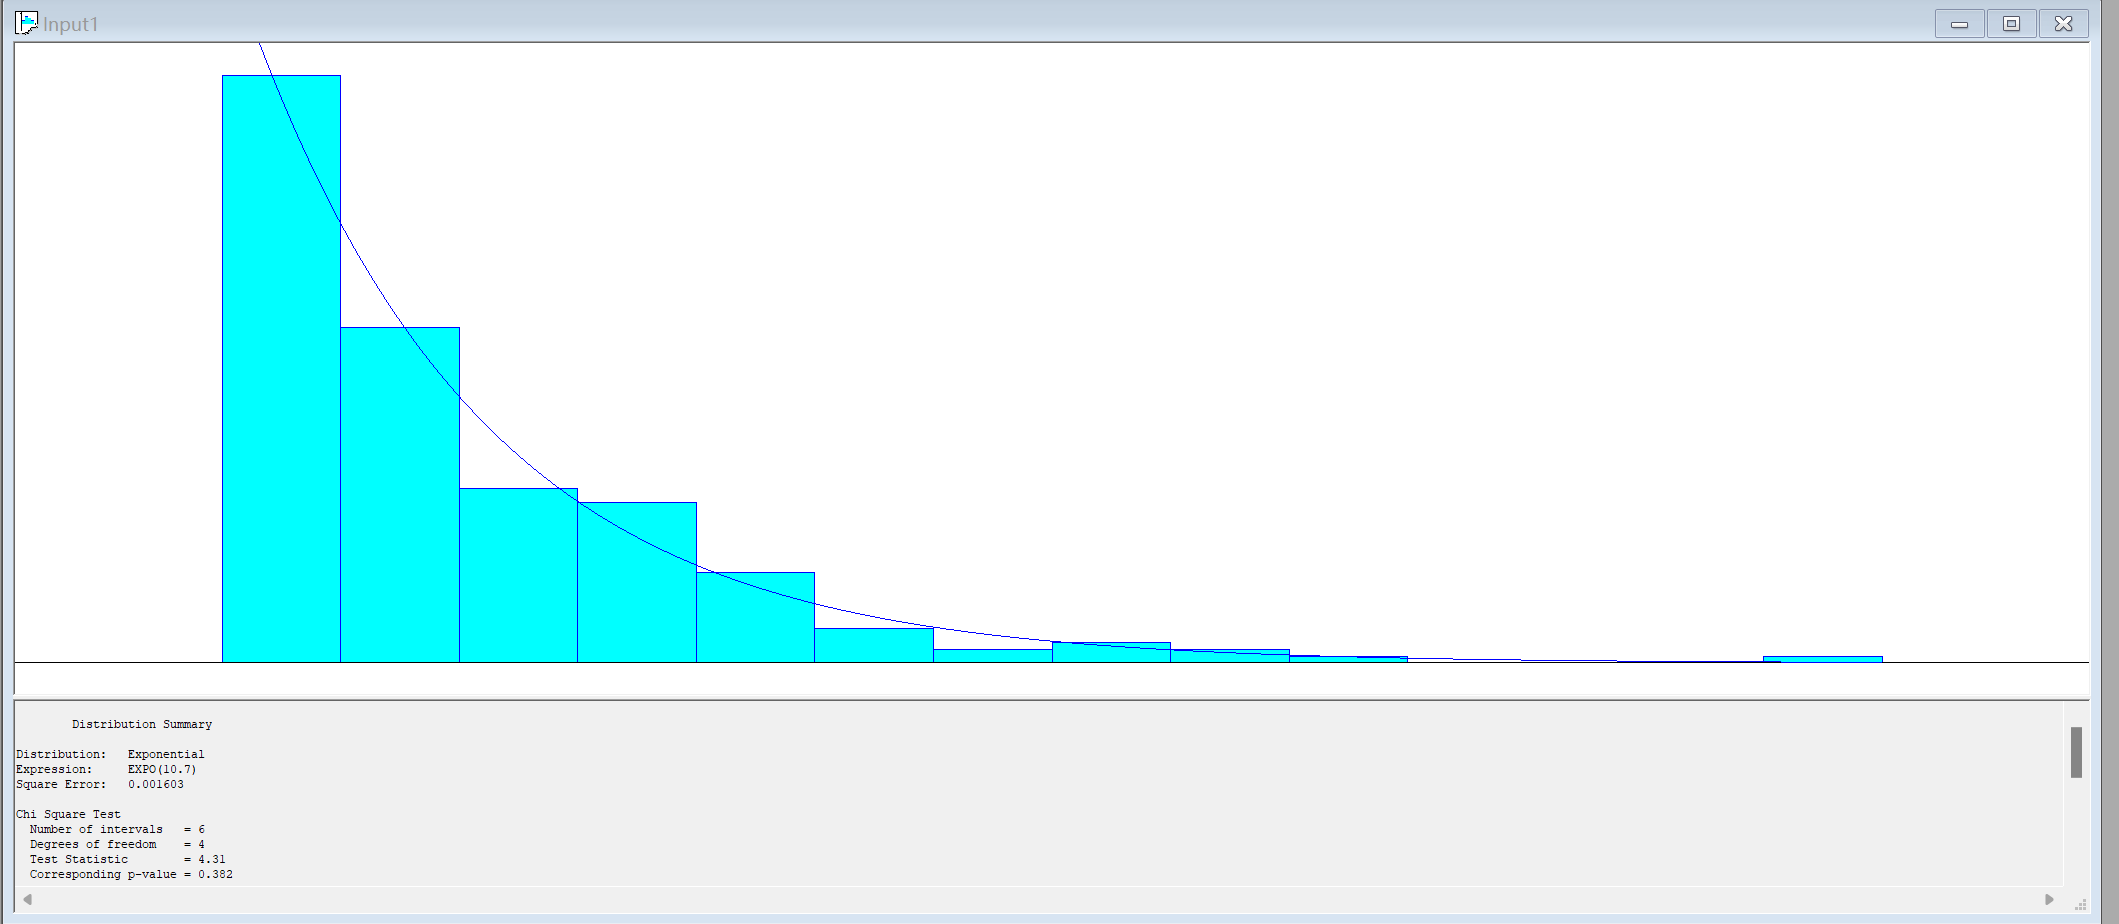 Input1
Distribution Summary
Distribution:   Exponential
Expression:     EXPO(10.7)
Square Error:   0.001603
Chi Square Test
Number of intervals   = 6
Degrees of freedom    = 4
Test Statistic        = 4.31
Corresponding p-value = 0.382